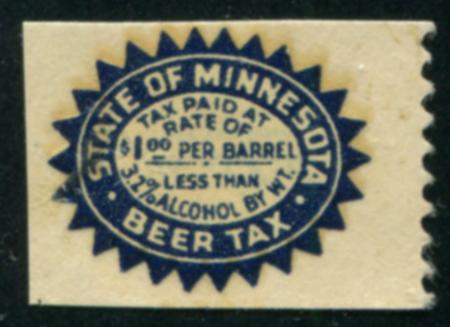 STATE OF MINNESOTA
TAX PAID AT
RATE OF
$1.00 PER BARREL
LESS THAN
3.2% ALCOHOL BY WT.
• BEER TAX •